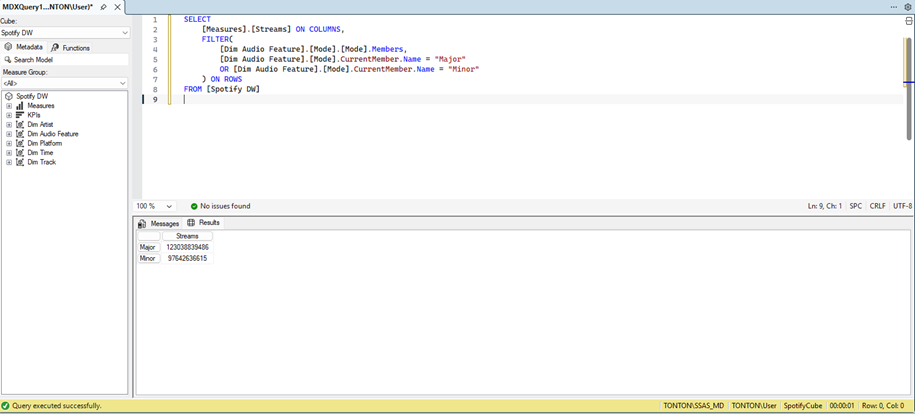 MDXQuery1...NTON\User)*
Cube:
Spotify DW
Metadata Functions
Search Model
Measure Group:
<All>
Spotify DW
Measures
KPIs
Dim Artist
Dim Audio Feature
Dim Platform
Dim Time
Dim Track
1 SELECT
2 [Measures].[Streams] ON COLUMNS,
3 FILTER(
4 [Dim Audio Feature].[Mode].[Mode].Members,
5 [Dim Audio Feature].[Mode].CurrentMember.Name = "Major"
6 OR [Dim Audio Feature].[Mode].CurrentMember.Name = "Minor"
7 ) ON ROWS
8 FROM [Spotify DW]
9
100 % No issues found Ln: 9, Ch: 1 SPC CRLF UTF-8
Messages Results
Streams
Major 123038839486
Minor 97642636615
Query executed successfully. TONTON\SSAS_MD TONTON\User SpotifyCube 00:00:01 Row: 0, Col: 0